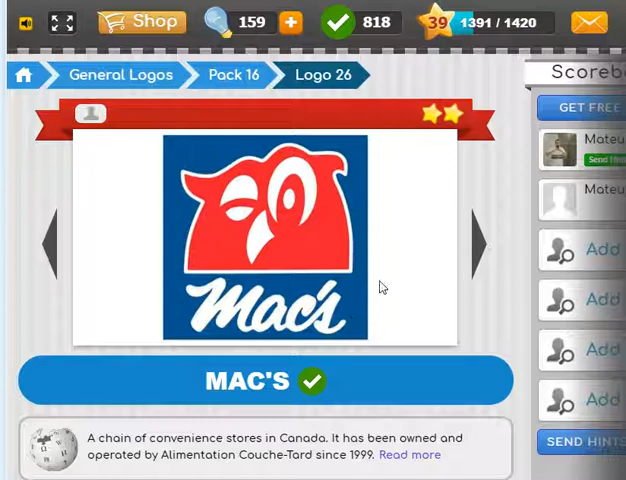 Shop
159
818
39
1391 / 1420
General Logos
Pack 16
Logo 26
Scoreb
GET FREE
Mateu
Send Hin
Mateu
Add
Add
Add
Add
SEND HINTS
Mac's
MAC'S
A chain of convenience stores in Canada. It has been owned and
operated by Alimentation Couche-Tard since 1999. Read more